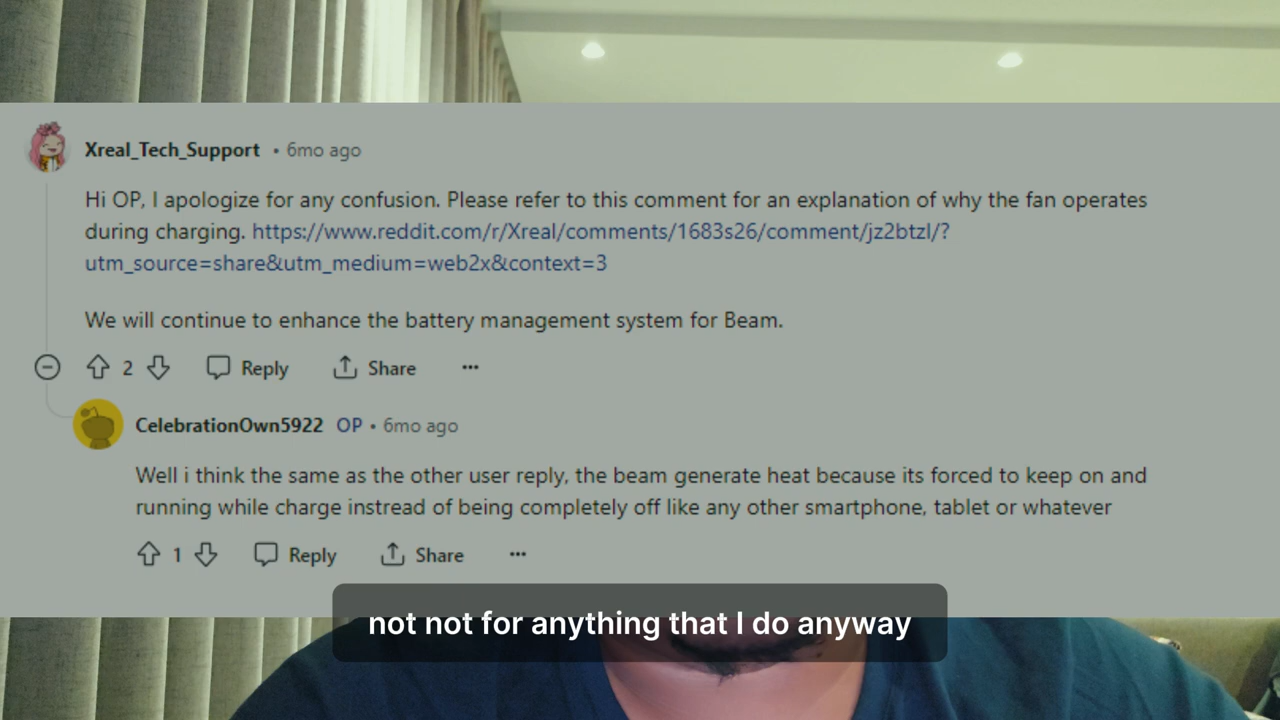 Xreal_Tech_Support • 6mo ago
Hi OP, I apologize for any confusion. Please refer to this comment for an explanation of why the fan operates
during charging. https://www.reddit.com/r/Xreal/comments/1683s26/comment/jz2btzl/?
utm_source=share&utm_medium=web2x&context=3
We will continue to enhance the battery management system for Beam.
2 Reply Share ···
CelebrationOwn5922 OP • 6mo ago
Well i think the same as the other user reply, the beam generate heat because its forced to keep on and
running while charge instread of being completely off like any other smartphone, tablet or whatever
1 Reply Share ···
not not for anything that I do anyway